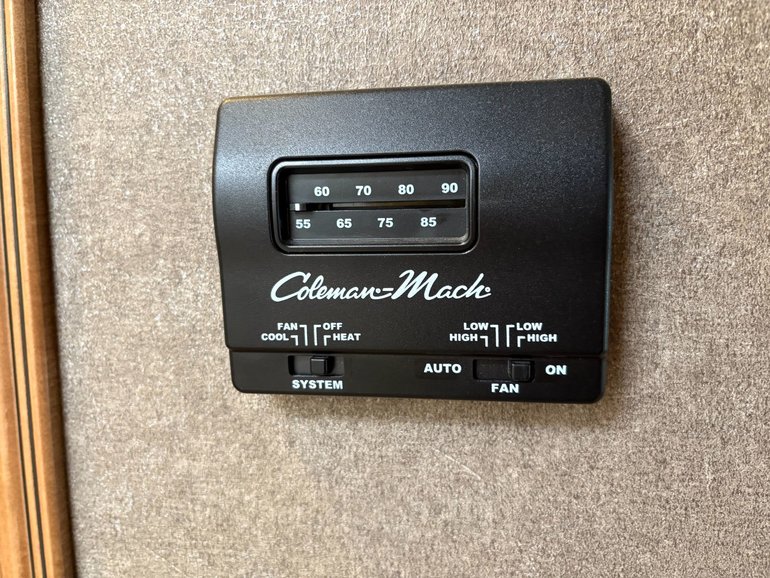 60 70 80 90
55 65 75 85
Coleman-Mach
FAN OFF
COOL HEAT
LOW LOW
HIGH HIGH
SYSTEM
AUTO ON
FAN